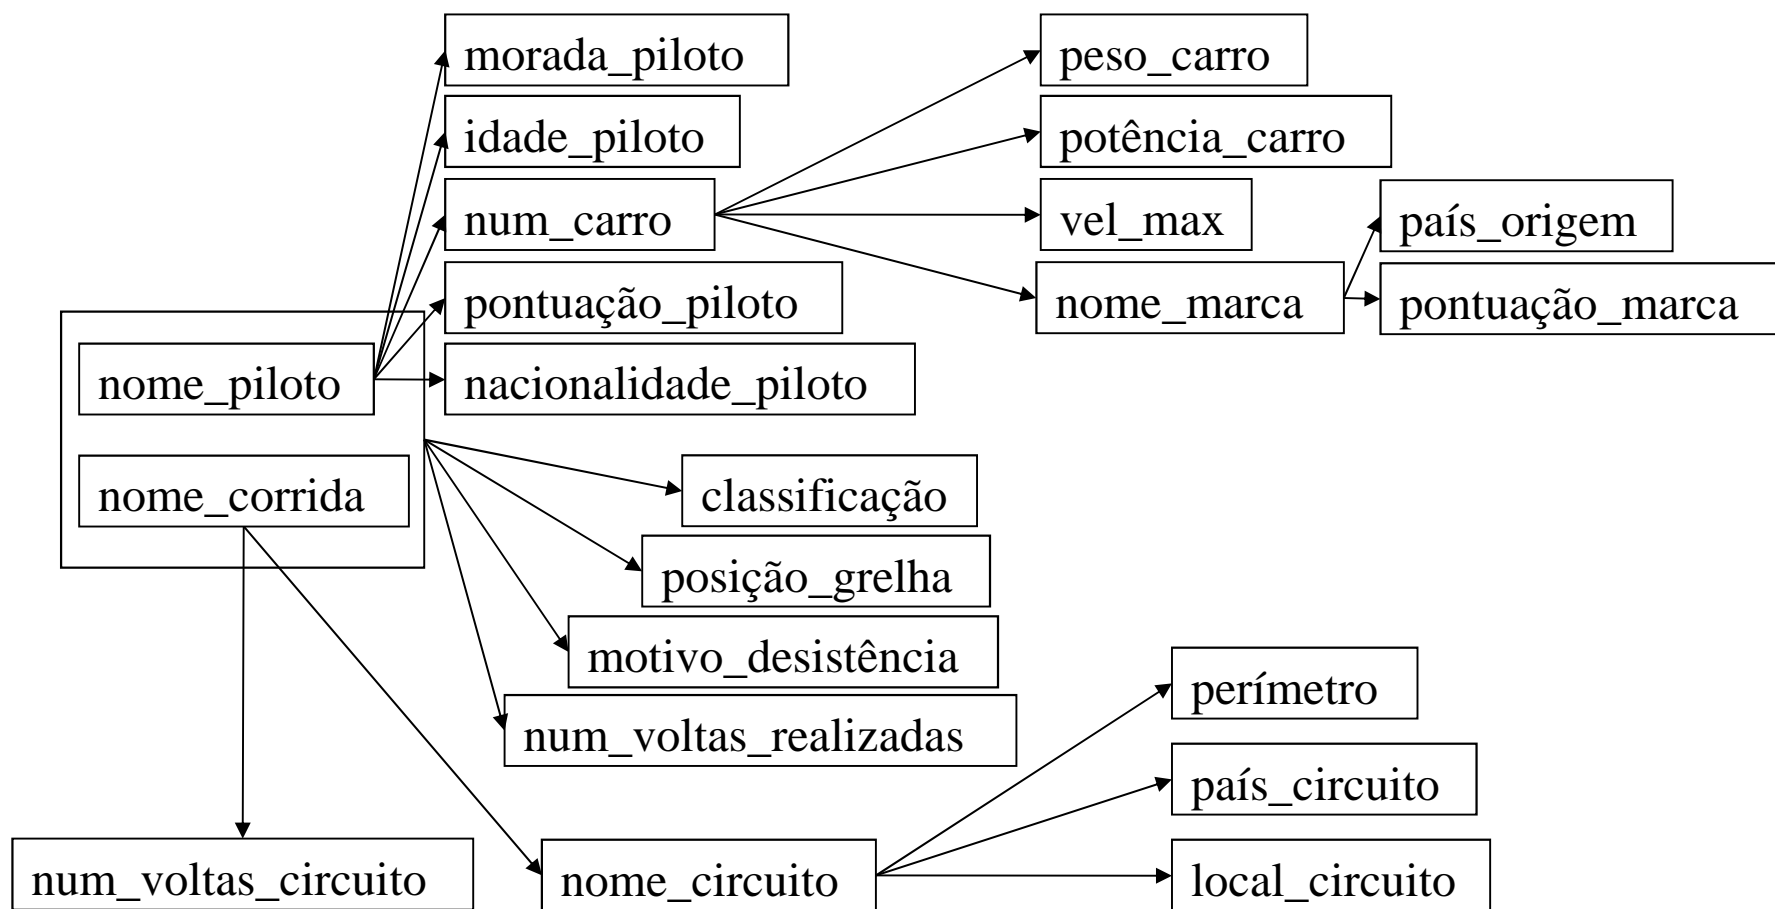 morada_piloto
peso_carro
idade_piloto
potência_carro
num_carro
vel_max
país_origem
pontuação_piloto
nome_marca
pontuação_marca
nome_piloto
nacionalidade_piloto
nome_corrida
classificação
posição_grelha
motivo_desistência
perímetro
num_voltas_realizadas
país_circuito
num_voltas_circuito
nome_circuito
local_circuito